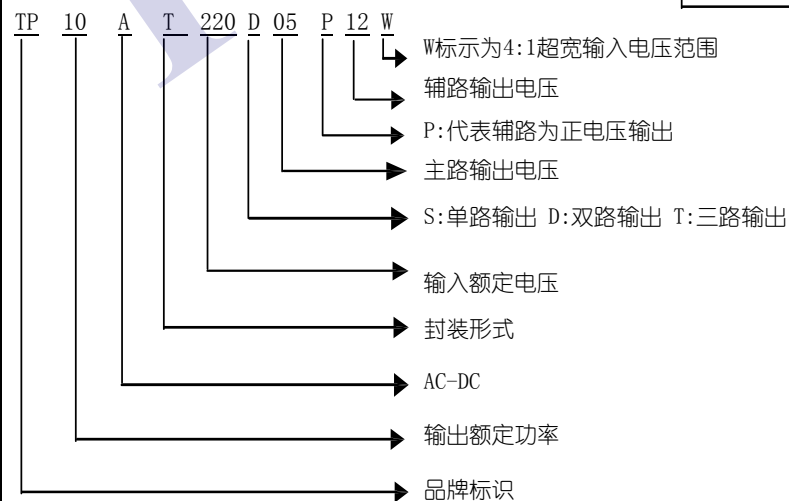 TP 10 A T 220 D 05 P 12 W
W标示为4:1超宽输入电压范围
辅路输出电压
P:代表辅路为正电压输出
主路输出电压
S:单路输出 D:双路输出 T:三路输出
输入额定电压
封装形式
AC-DC
输出额定功率
品牌标识